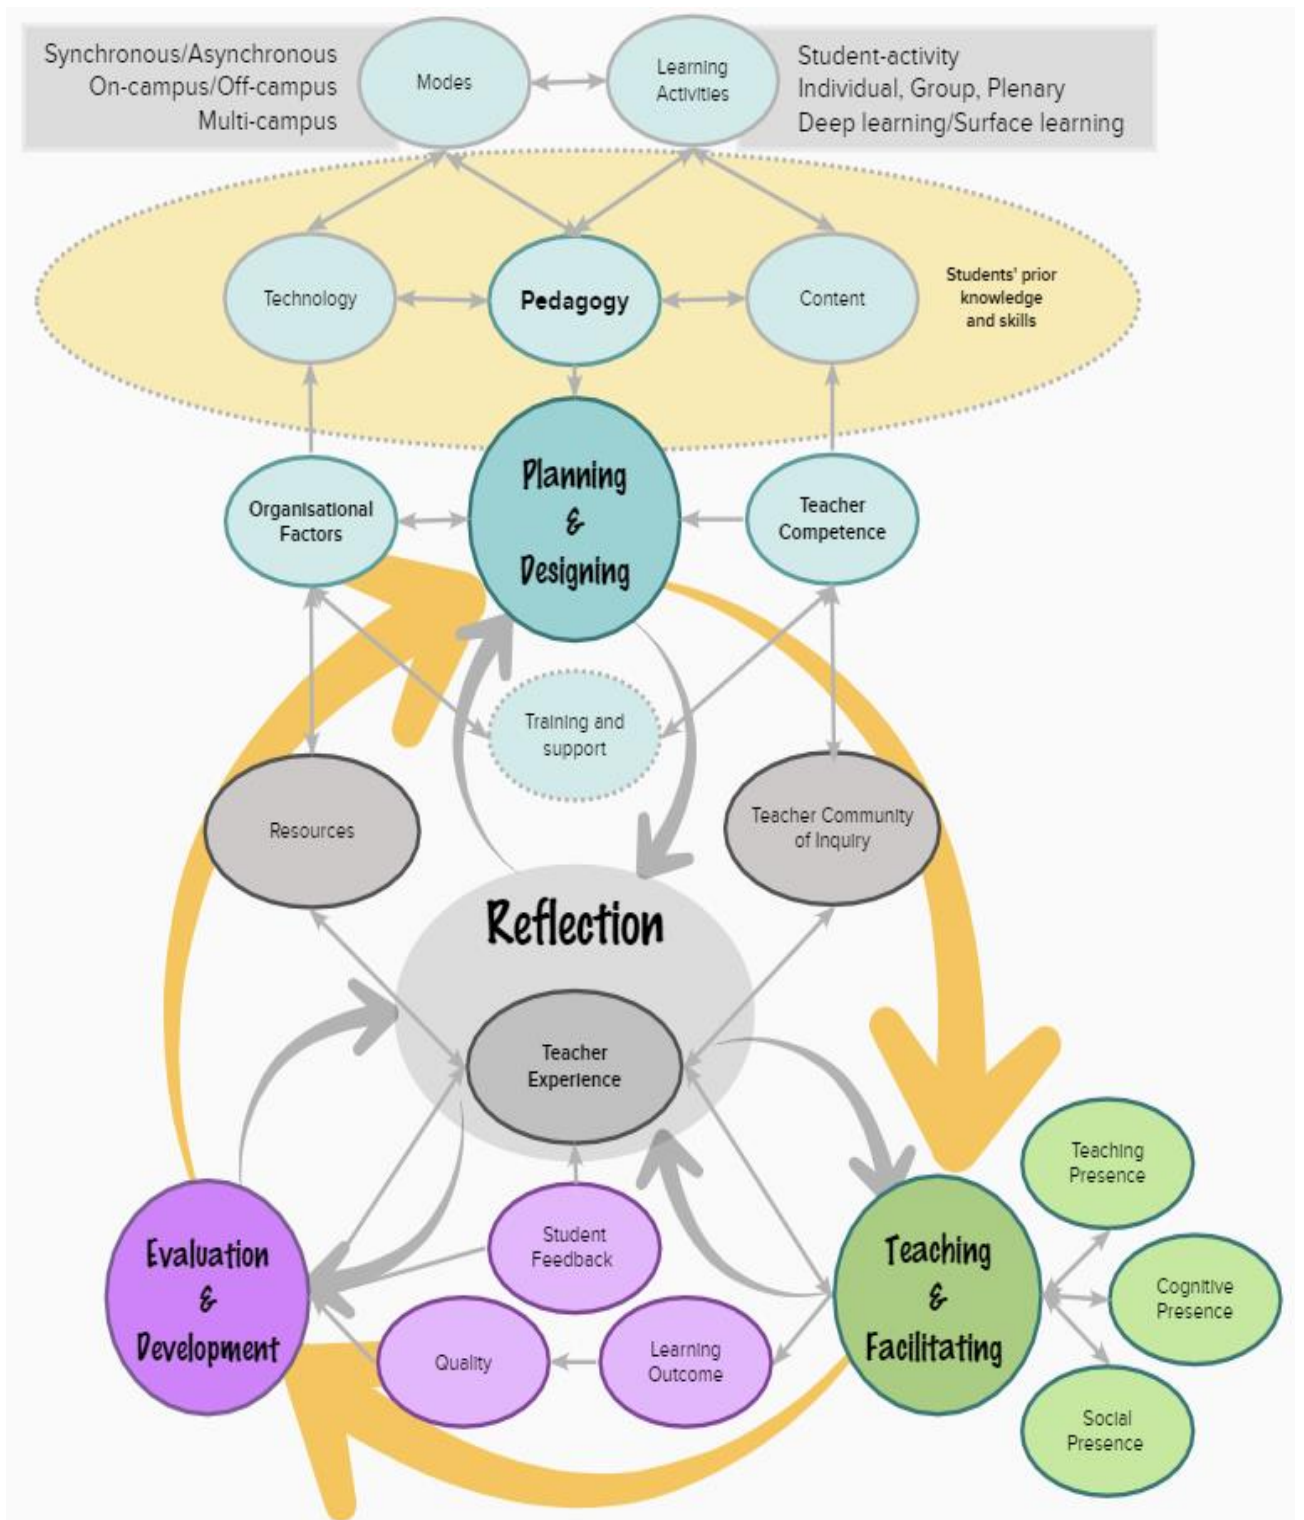 Synchronous/Asynchronous
On-campus/Off-campus
Multi-campus
Modes
Learning
Activities
Student-activity
Individual, Group, Plenary
Deep learning/Surface learning
Technology
Pedagogy
Content
Students' prior
knowledge
and skills
Organisational
Factors
Planning
&
Designing
Teacher
Competence
Training and
support
Resources
Teacher Community
of Inquiry
Reflection
Teacher
Experience
Evaluation
&
Development
Student
Feedback
Quality
Learning
Outcome
Teaching
&
Facilitating
Teaching
Presence
Cognitive
Presence
Social
Presence